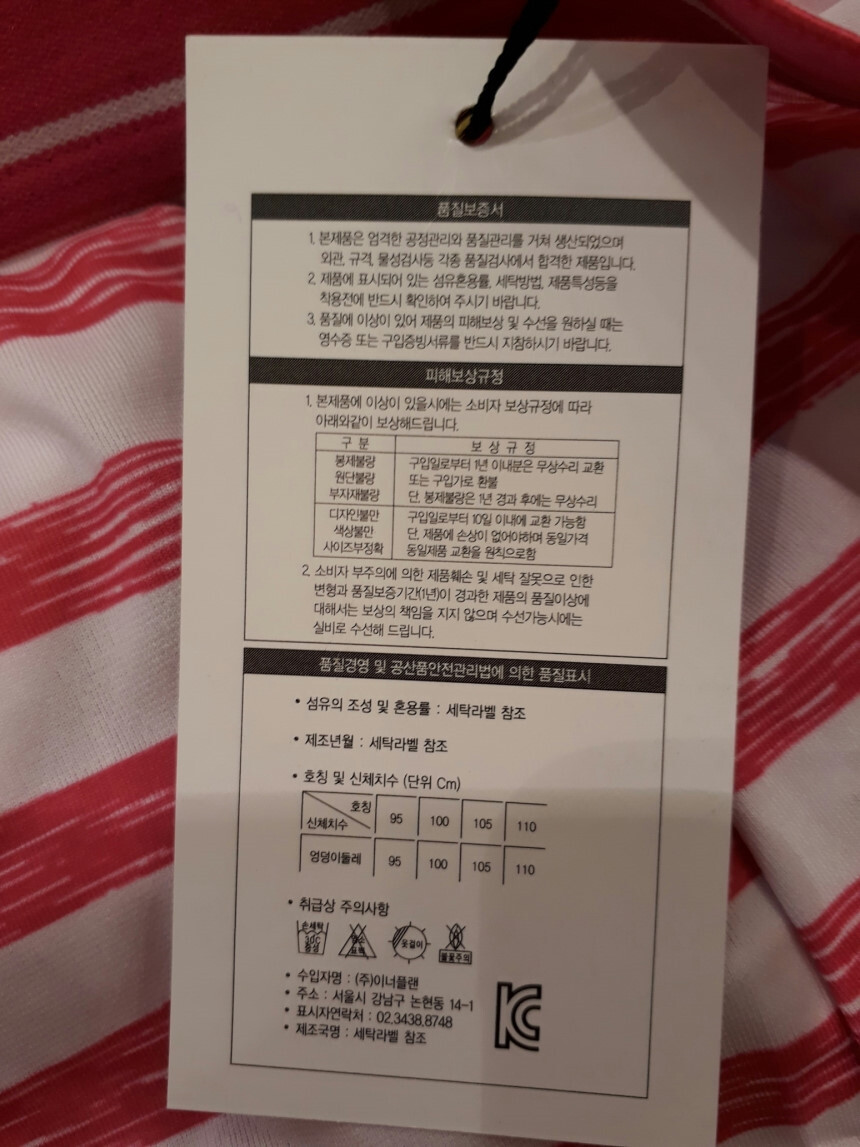 품질보증서
1. 본제품은 엄격한 공정관리와 품질관리를 거쳐 생산되었으며
외관, 규격, 물성검사등 각종 품질검사에서 합격한 제품입니다.
2. 제품에 표시되어 있는 섬유혼용률, 세탁방법, 제품특성등을
착용전에 반드시 확인하여 주시기 바랍니다.
3. 품질에 이상이 있어 제품의 피해보상 및 수선을 원하실 때는
영수증 또는 구입증빙서류를 반드시 지참하시기 바랍니다.
피해보상규정
1. 본제품에 이상이 있을시에는 소비자 보상규정에 따라
아래와같이 보상해드립니다.
구 분 보 상 규 정
봉제불량 구입일로부터 1년 이내분은 무상수리 교환
원단불량 또는 구입가로 환불
부자재불량 단, 봉제불량은 1년 경과 후에는 무상수리
디자인불만 구입일로부터 10일 이내에 교환 가능함
색상불만 단, 제품에 손상이 없어야하며 동일가격
사이즈부정확 동일제품 교환을 원칙으로함
2. 소비자 부주의에 의한 제품훼손 및 세탁 잘못으로 인한
변형과 품질보증기간(1년)이 경과한 제품의 품질이상에
대해서는 보상의 책임을 지지 않으며 수선가능시에는
실비로 수선해 드립니다.
품질경영 및 공산품안전관리법에 의한 품질표시
• 섬유의 조성 및 혼용률 : 세탁라벨 참조
• 제조년월 : 세탁라벨 참조
• 호칭 및 신체치수 (단위 Cm)
호칭
신체치수 95 100 105 110
엉덩이둘레 95 100 105 110
• 취급상 주의사항
손세탁
30C
중성
옷걸이
불꽃주의
• 수입자명 : (주)이너플랜
• 주소 : 서울시 강남구 논현동 14-1
• 표시자연락처 : 02.3438.8748
• 제조국명 : 세탁라벨 참조
KC